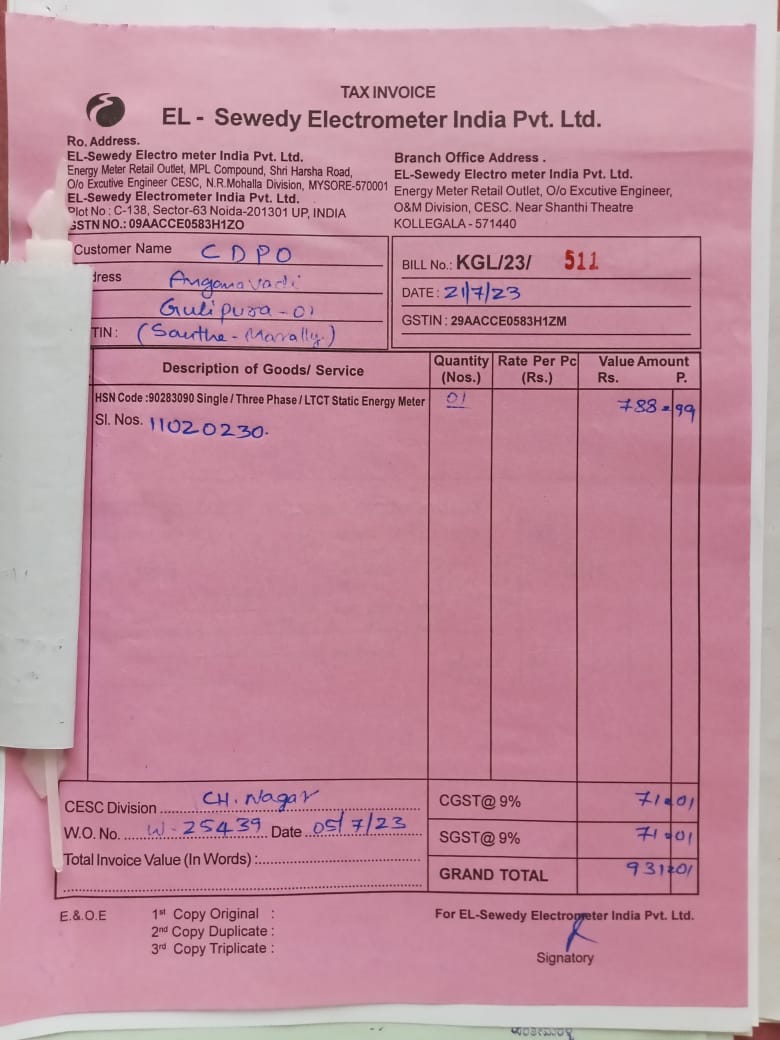 TAX INVOICE
EL - Sewedy Electrometer India Pvt. Ltd.
Ro. Address.
EL-Sewedy Electro meter India Pvt. Ltd.
Energy Meter Retail Outlet, MPL Compound, Shri Harsha Road,
O/o Excutive Engineer CESC, N.R.Mohalla Division, MYSORE-570001
EL-Sewedy Electrometer India Pvt. Ltd.
Plot No : C-138, Sector-63 Noida-201301 UP, INDIA
GSTN NO.: 09AACCE0583H1ZO
Branch Office Address .
EL-Sewedy Electro meter India Pvt. Ltd.
Energy Meter Retail Outlet, O/o Excutive Engineer,
O&M Division, CESC. Near Shanthi Theatre
KOLLEGALA - 571440
Customer Name CDPO
dress Anganavadi
Gulipura - 01
TIN : (Santhe - Marally.)
BILL No.: KGL/23/ 511
DATE : 21/7/23
GSTIN : 29AACCE0583H1ZM
Description of Goods/ Service Quantity (Nos.) Rate Per Pc (Rs.) Value Amount Rs. P.
HSN Code :90283090 Single / Three Phase / LTCT Static Energy Meter 01 788=99
Sl. Nos. 11020230.
CESC Division CH. Nagar
W.O. No. W-25439 Date 05/7/23
Total Invoice Value (In Words) :
CGST@ 9% 71=01
SGST@ 9% 71=01
GRAND TOTAL 931=01
E.&.O.E
1st Copy Original :
2nd Copy Duplicate :
3rd Copy Triplicate :
For EL-Sewedy Electrometer India Pvt. Ltd.
Signatory